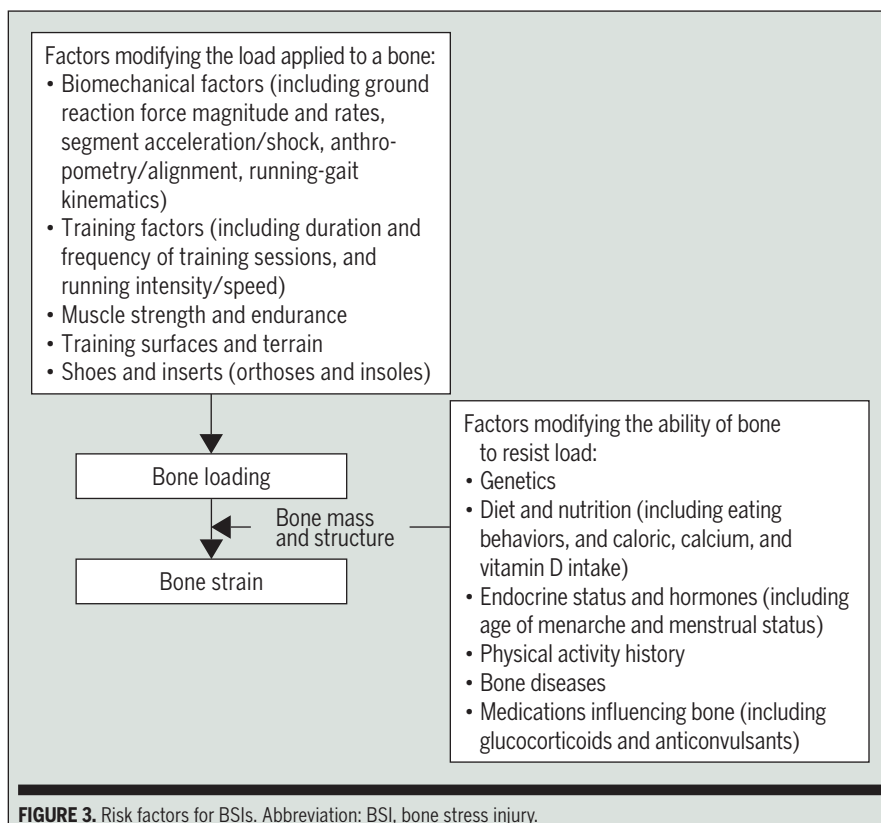 Factors modifying the load applied to a bone:
• Biomechanical factors (including ground
reaction force magnitude and rates,
segment acceleration/shock, anthro-
pometry/alignment, running-gait
kinematics)
• Training factors (including duration and
frequency of training sessions, and
running intensity/speed)
• Muscle strength and endurance
• Training surfaces and terrain
• Shoes and inserts (orthoses and insoles)
Bone loading
Bone mass
and structure
Bone strain
Factors modifying the ability of bone
to resist load:
• Genetics
• Diet and nutrition (including eating
behaviors, and caloric, calcium, and
vitamin D intake)
• Endocrine status and hormones (including
age of menarche and menstrual status)
• Physical activity history
• Bone diseases
• Medications influencing bone (including
glucocorticoids and anticonvulsants)
FIGURE 3. Risk factors for BSIs. Abbreviation: BSI, bone stress injury.